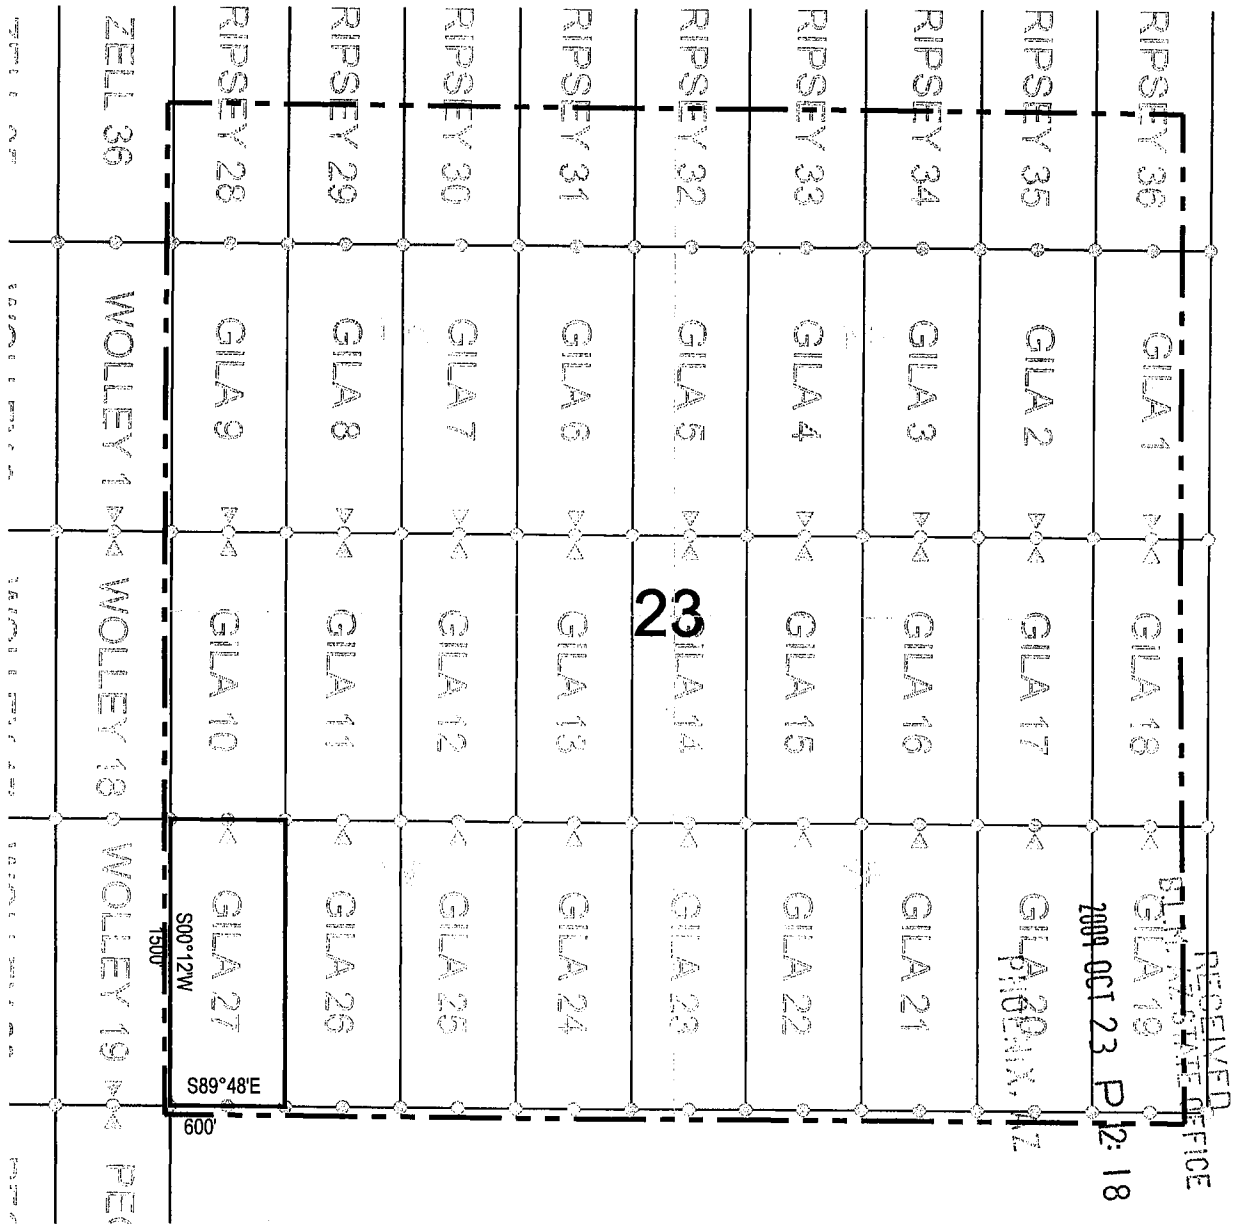 ZELL 36
RIPSEY 28
RIPSEY 29
RIPSEY 30
RIPSEY 31
RIPSEY 32
RIPSEY 33
RIPSEY 34
RIPSEY 35
RIPSEY 36
WOLLEY 1
GILA 9
GILA 8
GILA 7
GILA 6
GILA 5
GILA 4
GILA 3
GILA 2
GILA 1
23
WOLLEY 18
GILA 10
GILA 11
GILA 12
GILA 13
GILA 14
GILA 15
GILA 16
GILA 17
GILA 18
WOLLEY 19
GILA 27
GILA 26
GILA 25
GILA 24
GILA 23
GILA 22
GILA 21
GILA 20
GILA 19
S00°12'W
1500'
S89°48'E
600'
RECEIVED
AZ STATE OFFICE
2009 OCT 23 P 12: 18
PHOENIX, AZ